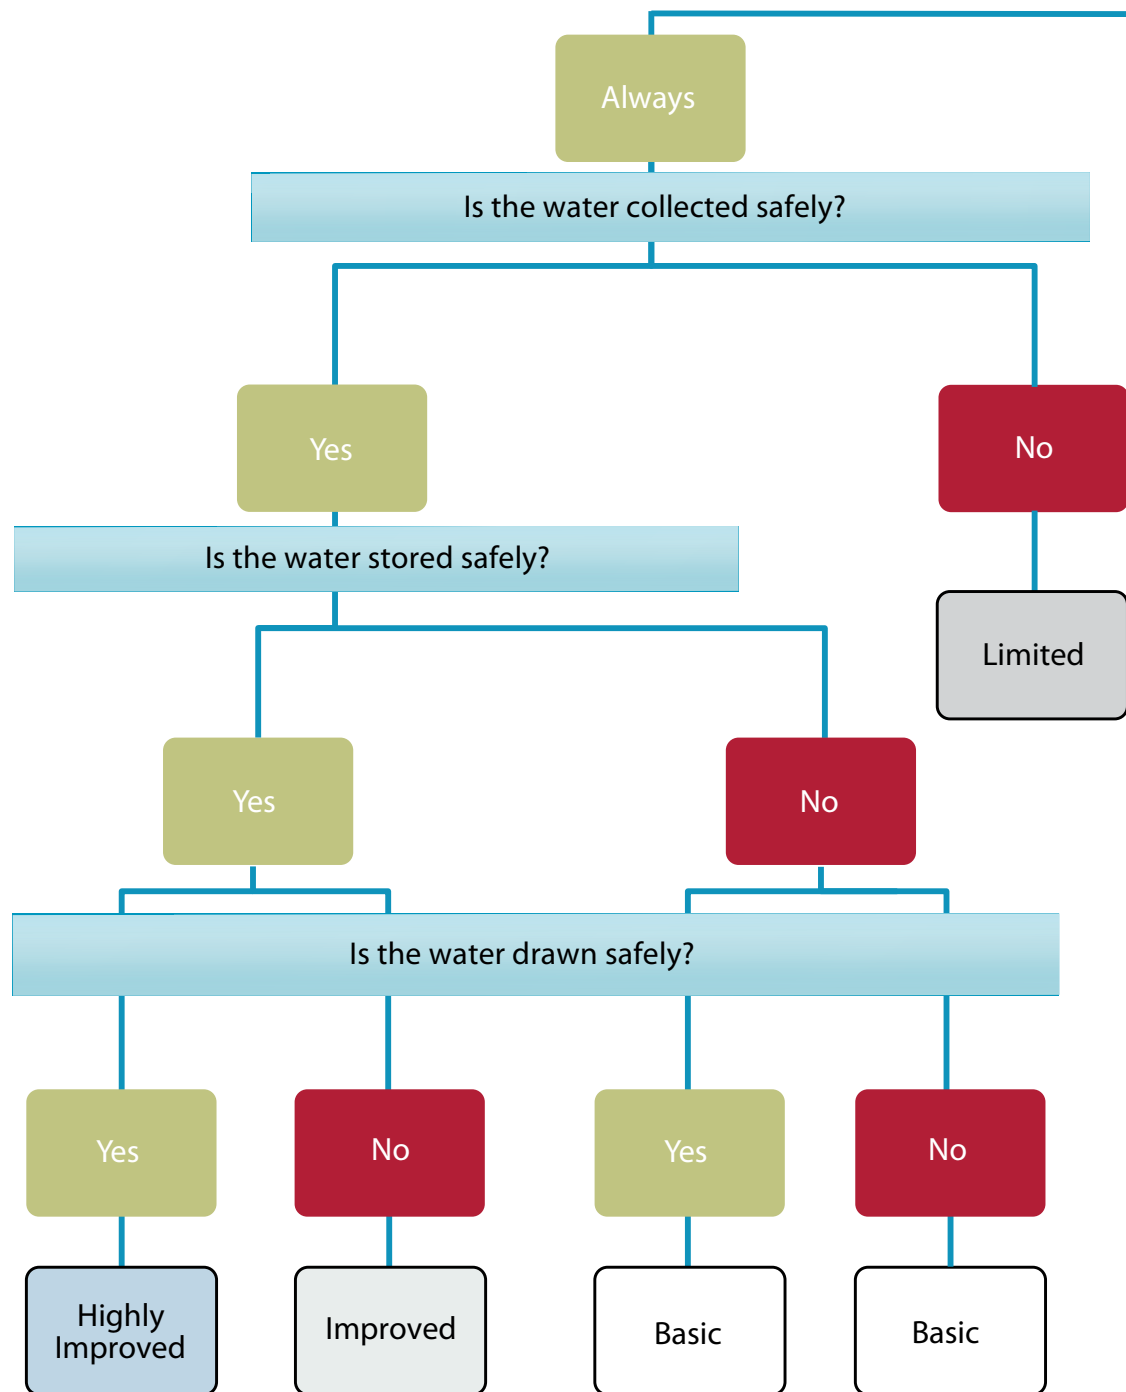 Always
Is the water collected safely?
Yes
No
Is the water stored safely?
Limited
Yes
No
Is the water drawn safely?
Yes
No
Yes
No
Highly
Improved
Improved
Basic
Basic